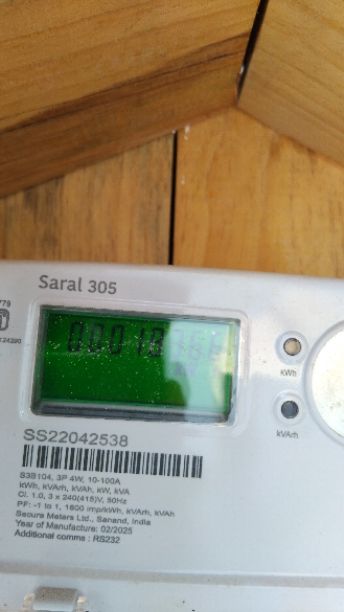 Saral 305
kWh
kVArh
SS22042538
S3B104, 3P 4W, 10-100A
kWh, kVArh, kVAh, kW, kVA
Cl. 1.0, 3 x 240(415)V, 50Hz
PF: -1 to 1, 1600 imp/kWh, kVArh, kVAh
Secure Meters Ltd., Sanand, India
Year of Manufacture: 02/2025
Additional comms : RS232